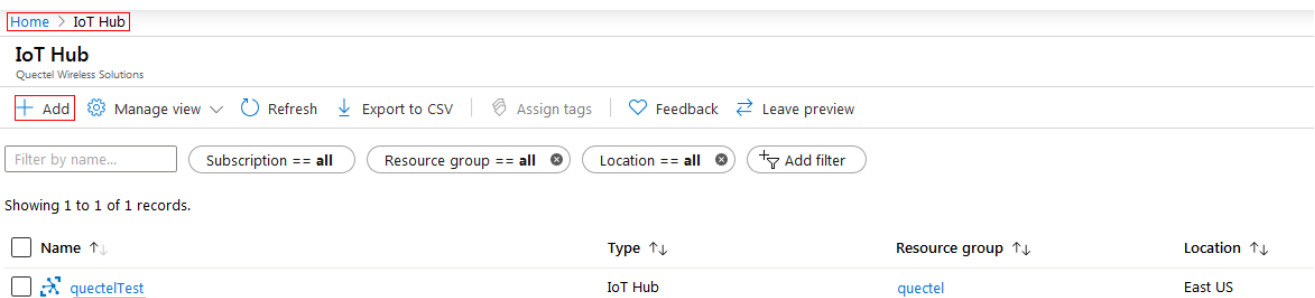 Home > IoT Hub
IoT Hub
Quectel Wireless Solutions
+ Add Manage view Refresh Export to CSV Assign tags Feedback Leave preview
Filter by name... Subscription == all Resource group == all Location == all Add filter
Showing 1 to 1 of 1 records.
Name ↑↓ Type ↑↓ Resource group ↑↓ Location ↑↓
quectelTest IoT Hub quectel East US